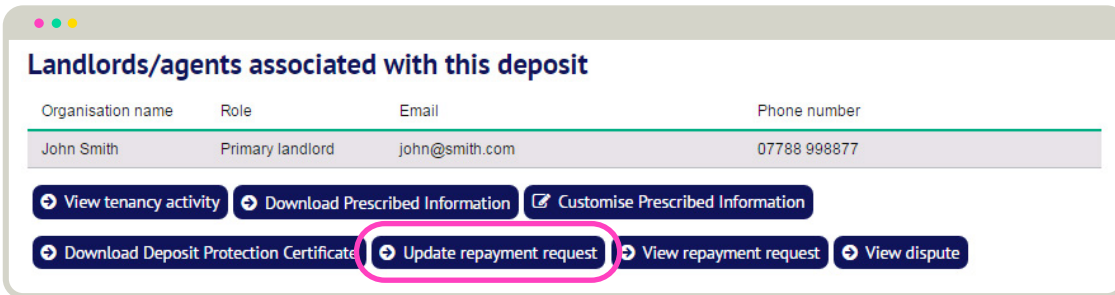 Landlords/agents associated with this deposit
Organisation name Role Email Phone number
John Smith Primary landlord john@smith.com 07788 998877
View tenancy activity Download Prescribed Information Customise Prescribed Information
Download Deposit Protection Certificate Update repayment request View repayment request View dispute